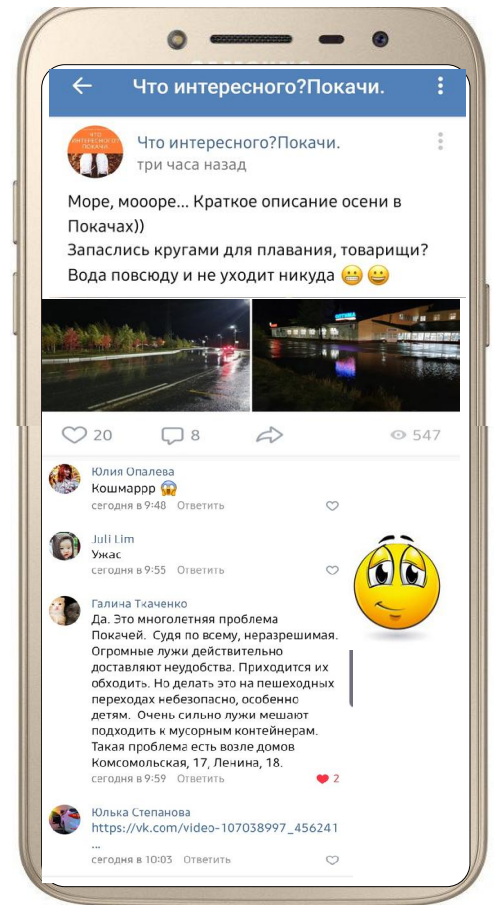 Что интересного?Покачи.
ЧТО
ИНТЕРЕСНОГО?
ПОКАЧИ
Что интересного?Покачи.
три часа назад
Море, моооре... Краткое описание осени в
Покачах))
Запаслись кругами для плавания, товарищи?
Вода повсюду и не уходит никуда 😬 😀
20
8
547
Юлия Опалева
Кошмаррр 😱
сегодня в 9:48 Ответить
Juli Lim
Ужас
сегодня в 9:55 Ответить
Галина Ткаченко
Да. Это многолетняя проблема
Покачей. Судя по всему, неразрешимая.
Огромные лужи действительно
доставляют неудобства. Приходится их
обходить. Но делать это на пешеходных
переходах небезопасно, особенно
детям. Очень сильно лужи мешают
подходить к мусорным контейнерам.
Такая проблема есть возле домов
Комсомольская, 17, Ленина, 18.
сегодня в 9:59 Ответить
2
Юлька Степанова
https://vk.com/video-107038997_456241
...
сегодня в 10:03 Ответить